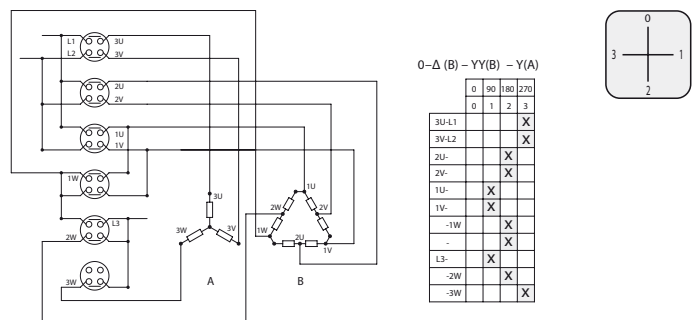 L1
3U
L2
3V
2U
2V
1U
1V
1W
L3
2W
3W
3U
3W
3V
A
1U
2W
2V
1W
2U
1V
B
0–Δ (B) – YY(B) – Y(A)
0 90 180 270
0 1 2 3
3U-L1 X
3V-L2 X
2U- X
2V- X
1U- X
1V- X
-1W X
- X
L3- X
-2W X
-3W X
0
3 1
2